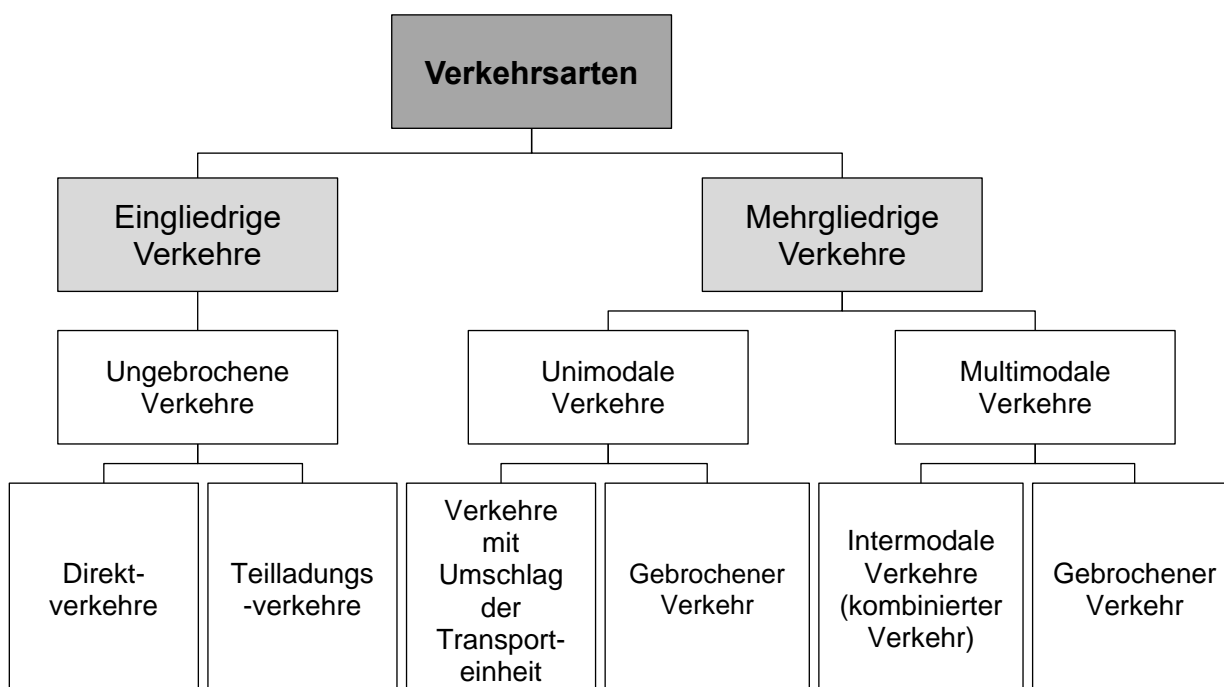 Verkehrsarten
Eingliedrige
Verkehre
Mehrgliedrige
Verkehre
Ungebrochene
Verkehre
Unimodale
Verkehre
Multimodale
Verkehre
Direkt-
verkehre
Teilladungs
-verkehre
Verkehre
mit
Umschlag
der
Transport-
einheit
Gebrochener
Verkehr
Intermodale
Verkehre
(kombinierter
Verkehr)
Gebrochener
Verkehr